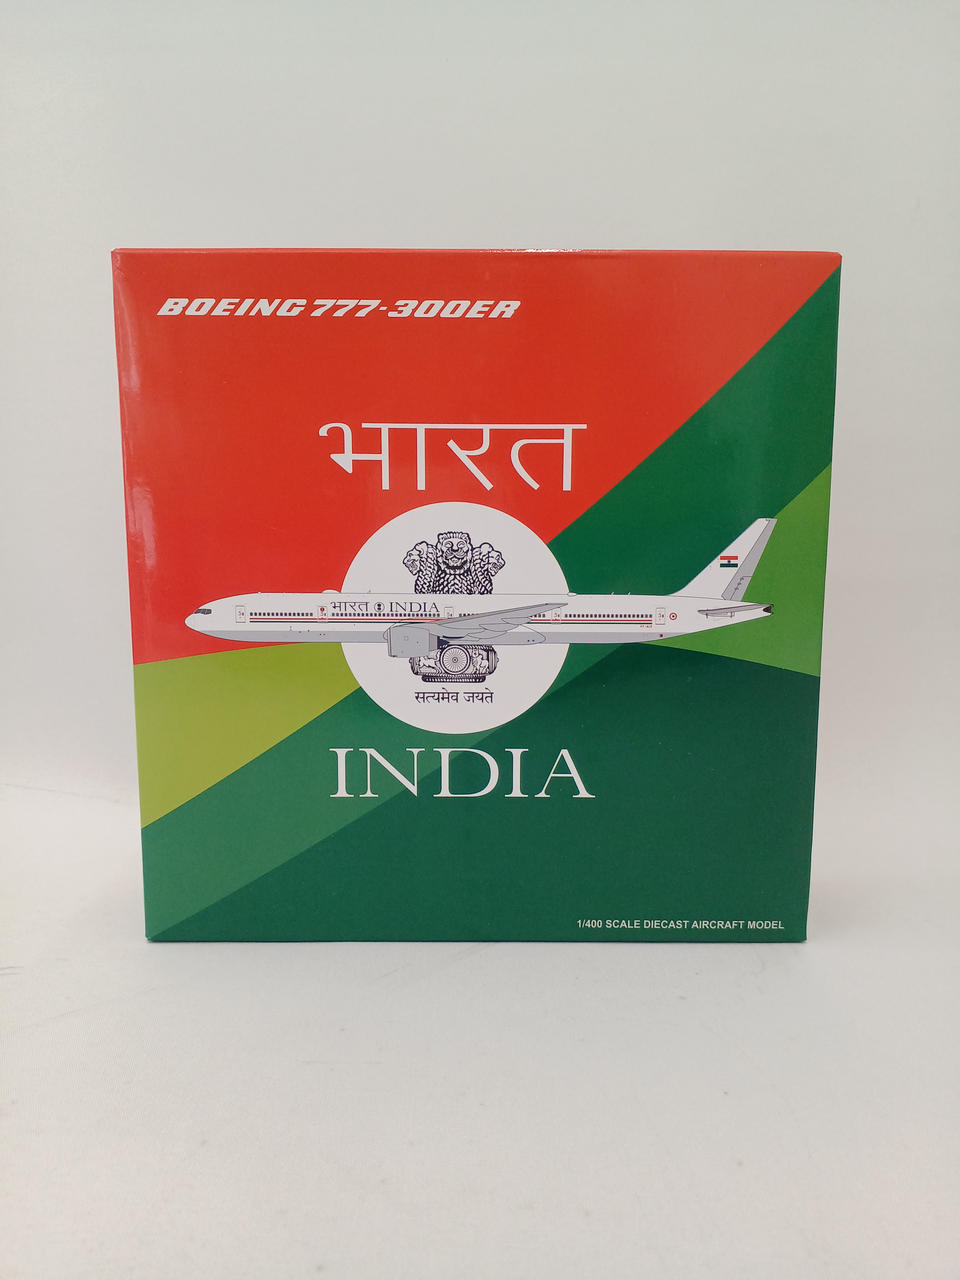 BOEING 777-300ER
भारत
भारत INDIA
सत्यमेव जयते
INDIA
1/400 SCALE DIECAST AIRCRAFT MODEL